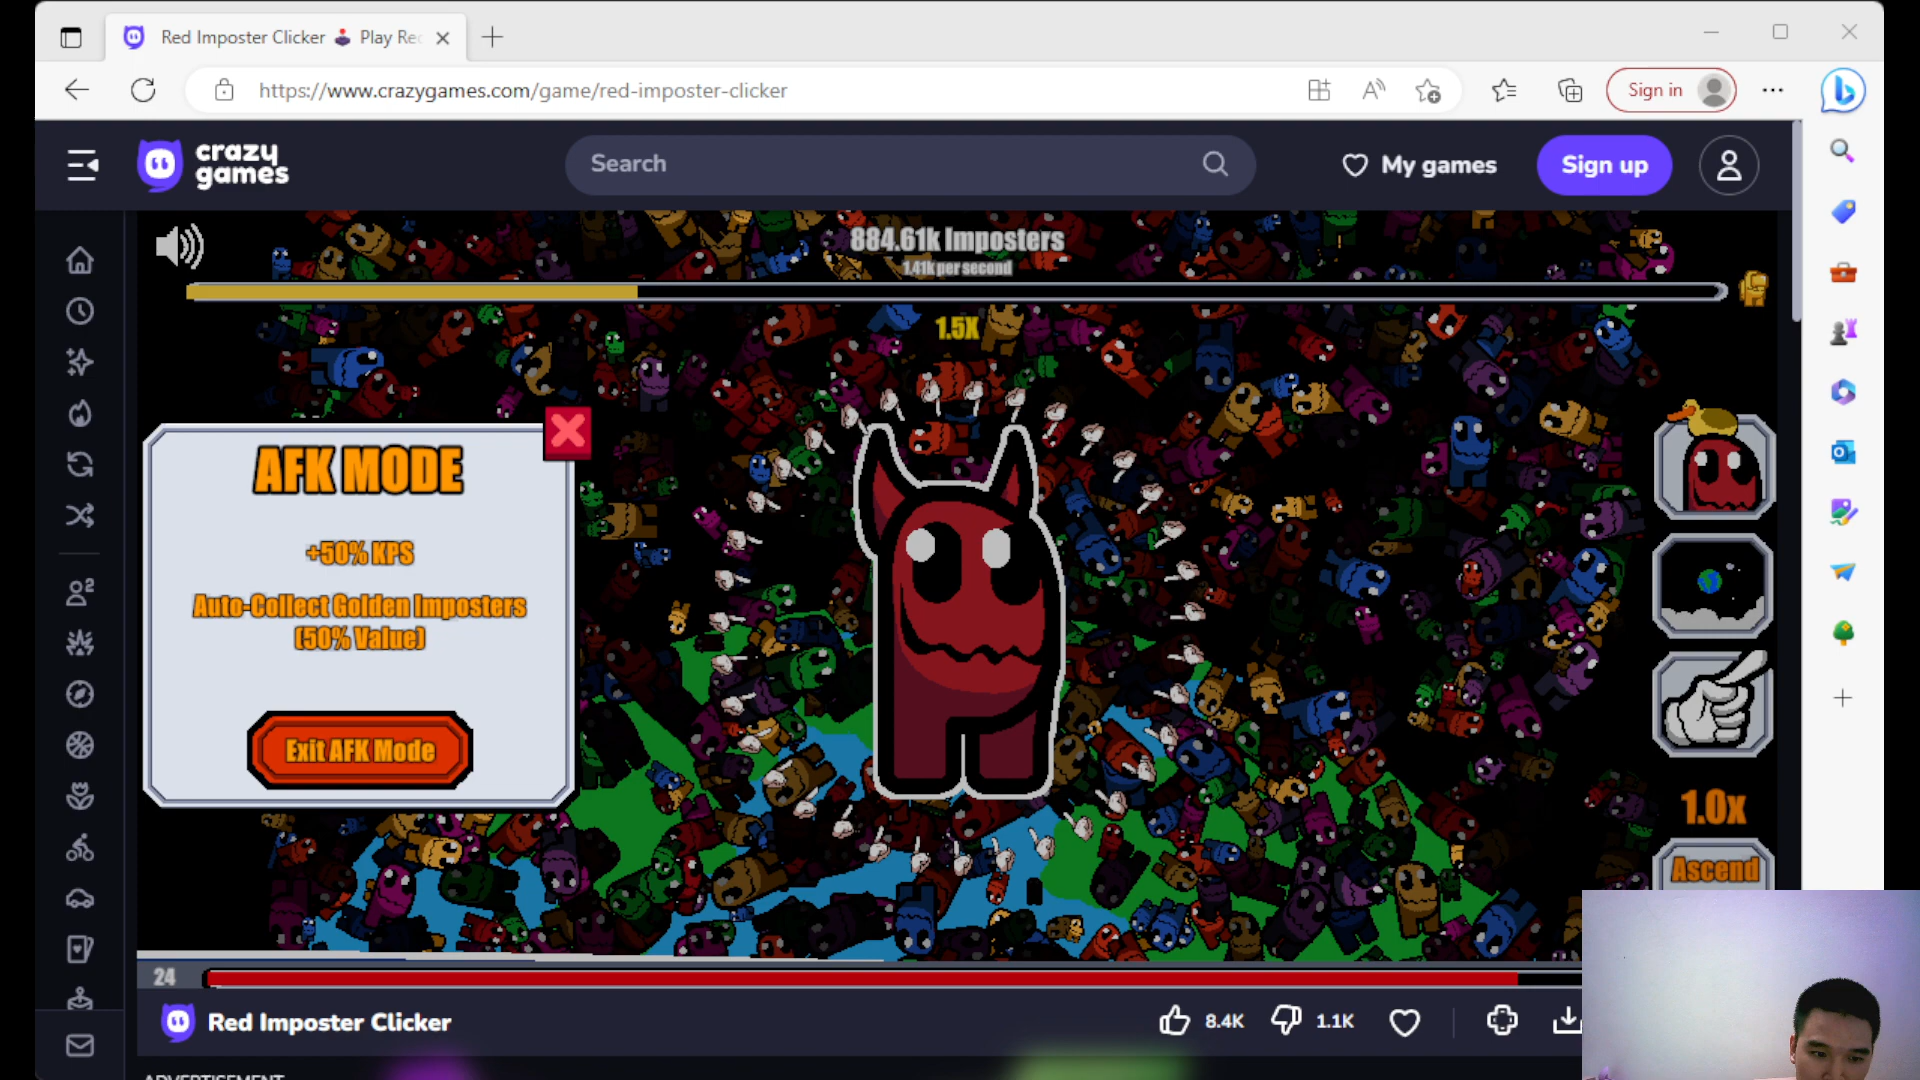 Red Imposter Clicker Play Rec
https://www.crazygames.com/game/red-imposter-clicker
Sign in
crazy
games
Search
My games
Sign up
884.61k Imposters
1.41k per second
1.5X
AFK MODE
+50% KPS
Auto-Collect Golden Imposters
(50% Value)
Exit AFK Mode
1.0x
Ascend
24
Red Imposter Clicker
8.4K
1.1K
ADVERTISEMENT